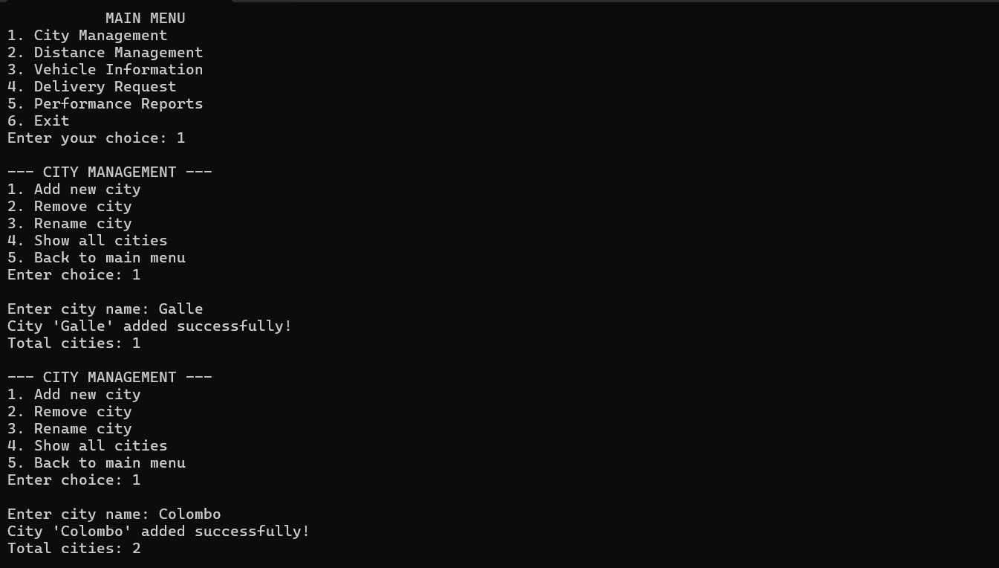 MAIN MENU
1. City Management
2. Distance Management
3. Vehicle Information
4. Delivery Request
5. Performance Reports
6. Exit
Enter your choice: 1
--- CITY MANAGEMENT ---
1. Add new city
2. Remove city
3. Rename city
4. Show all cities
5. Back to main menu
Enter choice: 1
Enter city name: Galle
City 'Galle' added successfully!
Total cities: 1
--- CITY MANAGEMENT ---
1. Add new city
2. Remove city
3. Rename city
4. Show all cities
5. Back to main menu
Enter choice: 1
Enter city name: Colombo
City 'Colombo' added successfully!
Total cities: 2